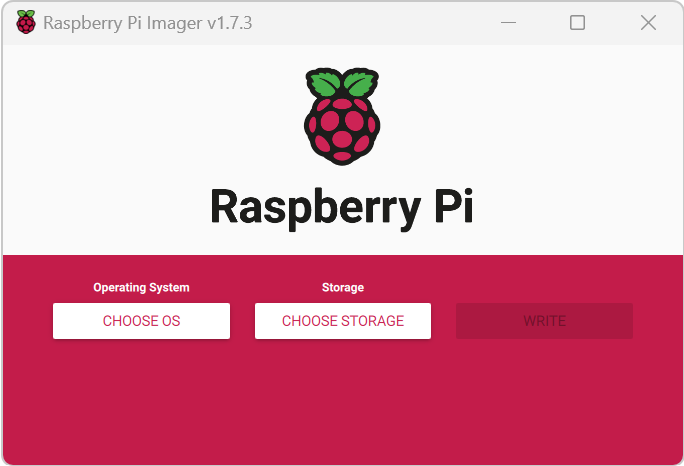 Raspberry Pi Imager v1.7.3
Raspberry Pi
Operating System
Storage
CHOOSE OS
CHOOSE STORAGE
WRITE